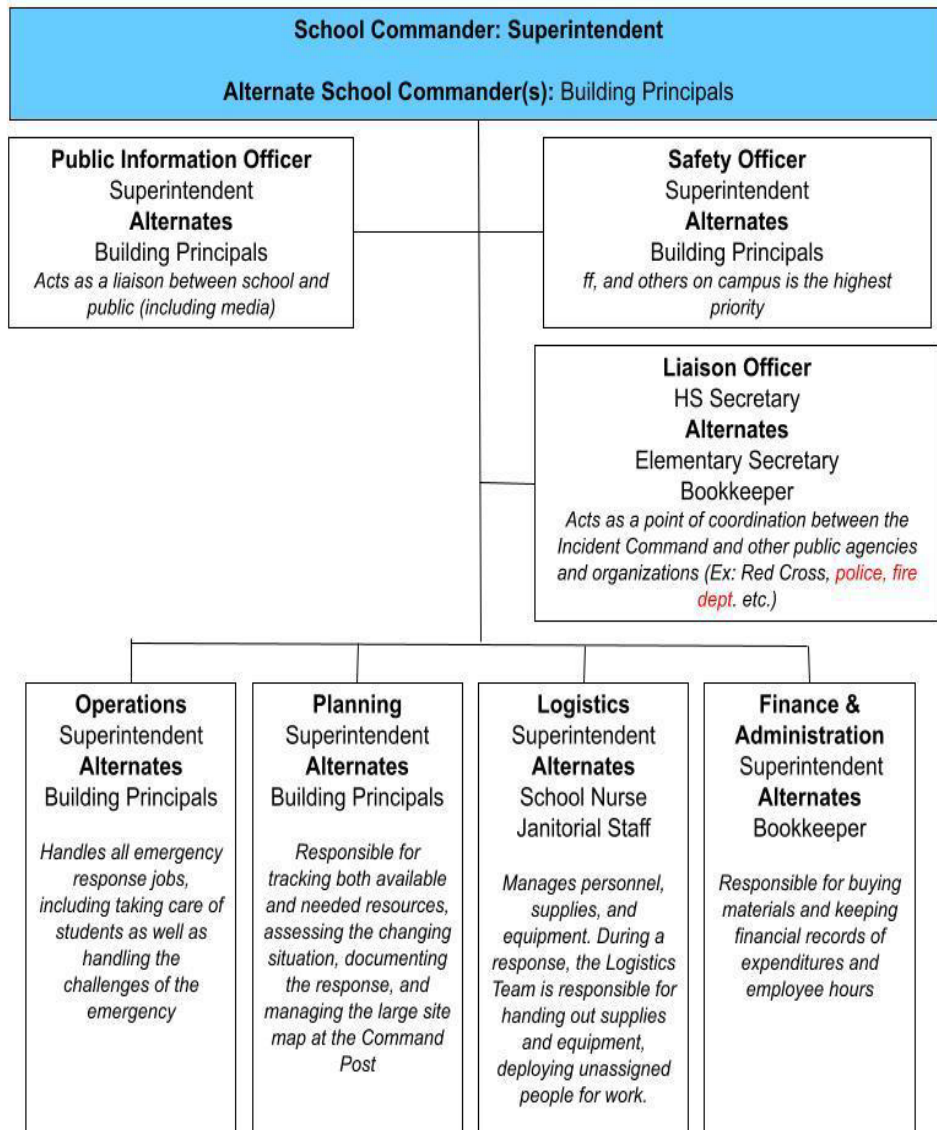 School Commander: Superintendent
Alternate School Commander(s): Building Principals
Public Information Officer
Superintendent
Alternates
Building Principals
Acts as a liaison between school and
public (including media)
Safety Officer
Superintendent
Alternates
Building Principals
ff, and others on campus is the highest
priority
Liaison Officer
HS Secretary
Alternates
Elementary Secretary
Bookkeeper
Acts as a point of coordination between the
Incident Command and other public agencies
and organizations (Ex: Red Cross, police, fire
dept. etc.)
Operations
Superintendent
Alternates
Building Principals
Handles all emergency
response jobs,
including taking care of
students as well as
handling the
challenges of the
emergency
Planning
Superintendent
Alternates
Building Principals
Responsible for
tracking both available
and needed resources,
assessing the changing
situation, documenting
the response, and
managing the large site
map at the Command
Post
Logistics
Superintendent
Alternates
School Nurse
Janitorial Staff
Manages personnel,
supplies, and
equipment. During a
response, the Logistics
Team is responsible for
handing out supplies
and equipment,
deploying unassigned
people for work.
Finance &
Administration
Superintendent
Alternates
Bookkeeper
Responsible for buying
materials and keeping
financial records of
expenditures and
employee hours